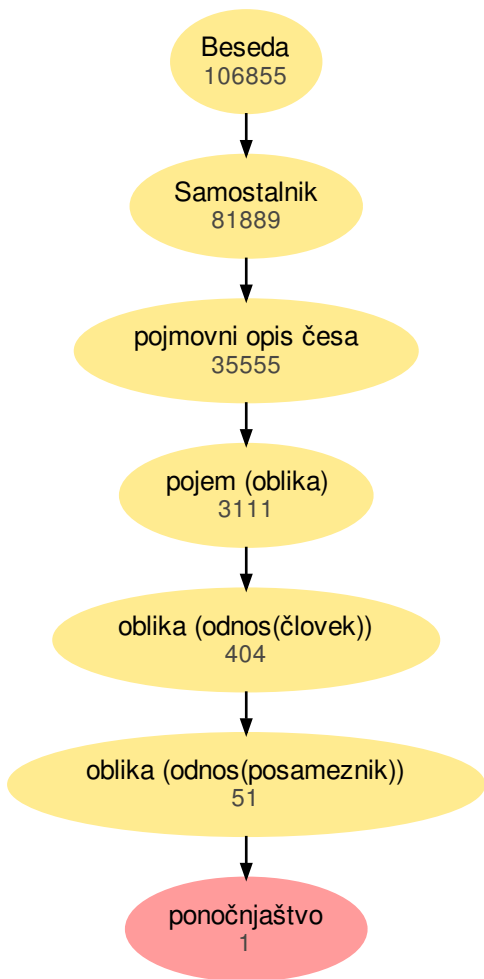 Beseda
106855
Samostalnik
81889
pojmovni opis česa
35555
pojem (oblika)
3111
oblika (odnos(človek))
404
oblika (odnos(posameznik))
51
ponočnjaštvo
1